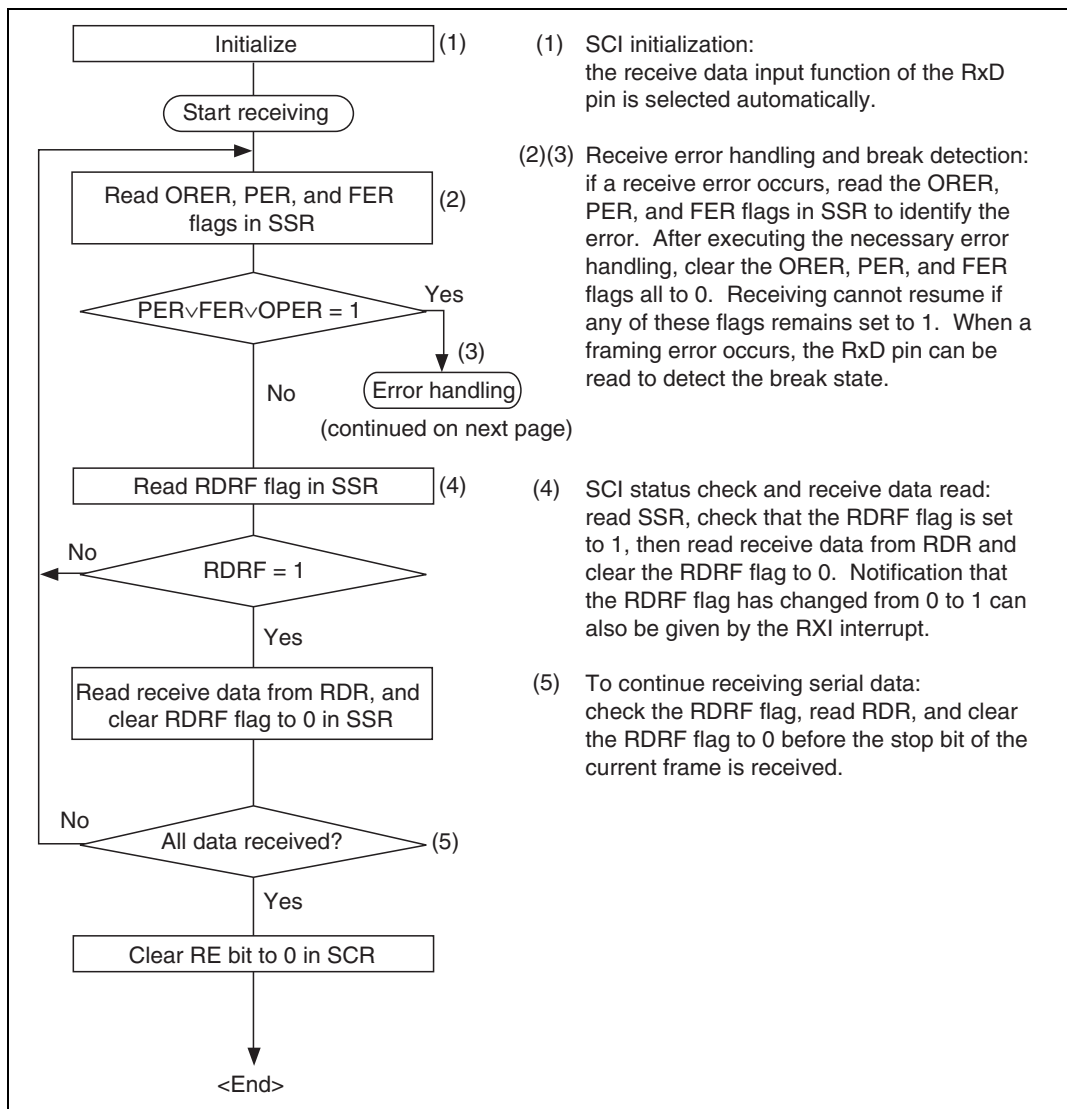 Initialize
(1)
Start receiving
Read ORER, PER, and FER
flags in SSR
(2)
PER∨FER∨OPER = 1
Yes
(3)
Error handling
(continued on next page)
No
Read RDRF flag in SSR
(4)
No
RDRF = 1
Yes
Read receive data from RDR, and
clear RDRF flag to 0 in SSR
No
All data received?
(5)
Yes
Clear RE bit to 0 in SCR
<End>
(1) SCI initialization:
the receive data input function of the RxD
pin is selected automatically.
(2)(3) Receive error handling and break detection:
if a receive error occurs, read the ORER,
PER, and FER flags in SSR to identify the
error. After executing the necessary error
handling, clear the ORER, PER, and FER
flags all to 0. Receiving cannot resume if
any of these flags remains set to 1. When a
framing error occurs, the RxD pin can be
read to detect the break state.
(4) SCI status check and receive data read:
read SSR, check that the RDRF flag is set
to 1, then read receive data from RDR and
clear the RDRF flag to 0. Notification that
the RDRF flag has changed from 0 to 1 can
also be given by the RXI interrupt.
(5) To continue receiving serial data:
check the RDRF flag, read RDR, and clear
the RDRF flag to 0 before the stop bit of the
current frame is received.